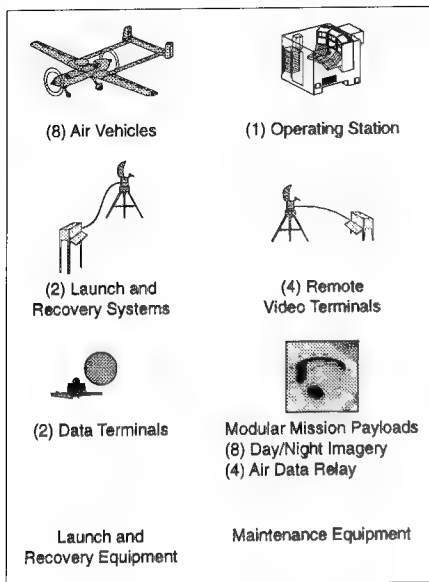 (8) Air Vehicles
(1) Operating Station
(2) Launch and
Recovery Systems
(4) Remote
Video Terminals
(2) Data Terminals
Modular Mission Payloads
(8) Day/Night Imagery
(4) Air Data Relay
Launch and
Recovery Equipment
Maintenance Equipment